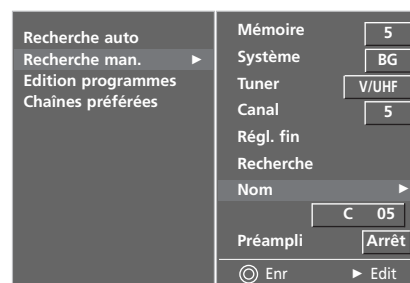 Recherche auto
Recherche man. ►
Edition programmes
Chaînes préférées
Mémoire 5
Système BG
Tuner V/UHF
Canal 5
Régl. fin
Recherche
Nom ►
C 05
Préampli Arrêt
Enr ► Edit